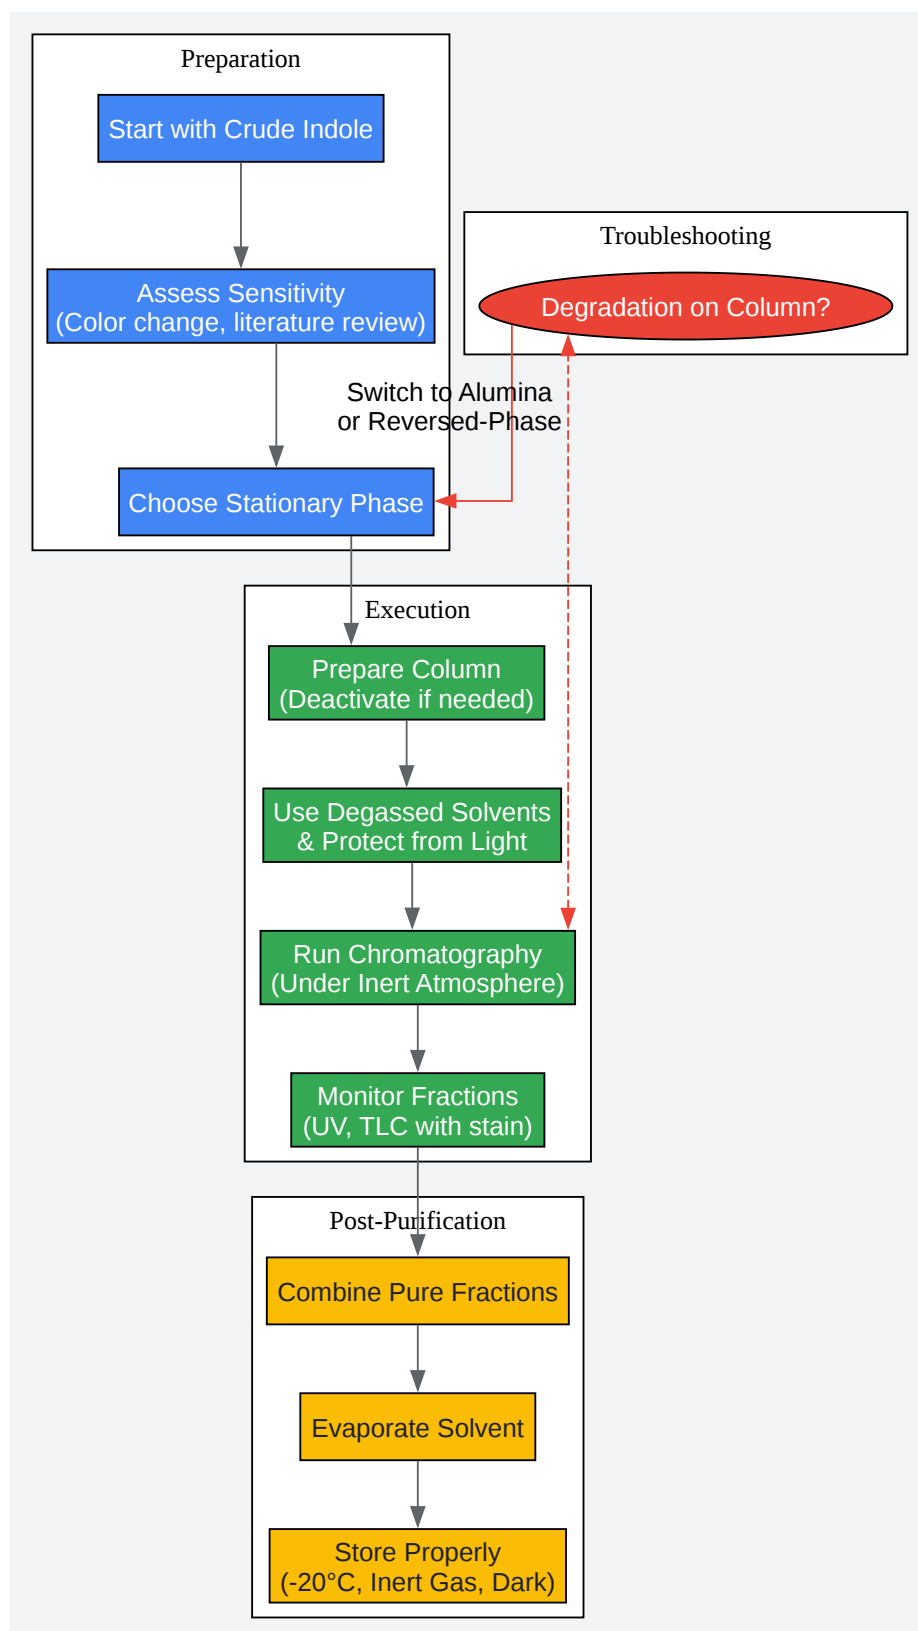 Preparation
Start with Crude Indole
Assess Sensitivity
(Color change, literature review)
Choose Stationary Phase
Troubleshooting
Degradation on Column?
Switch to Alumina
or Reversed-Phase
Execution
Prepare Column
(Deactivate if needed)
Use Degassed Solvents
& Protect from Light
Run Chromatography
(Under Inert Atmosphere)
Monitor Fractions
(UV, TLC with stain)
Post-Purification
Combine Pure Fractions
Evaporate Solvent
Store Properly
(-20°C, Inert Gas, Dark)